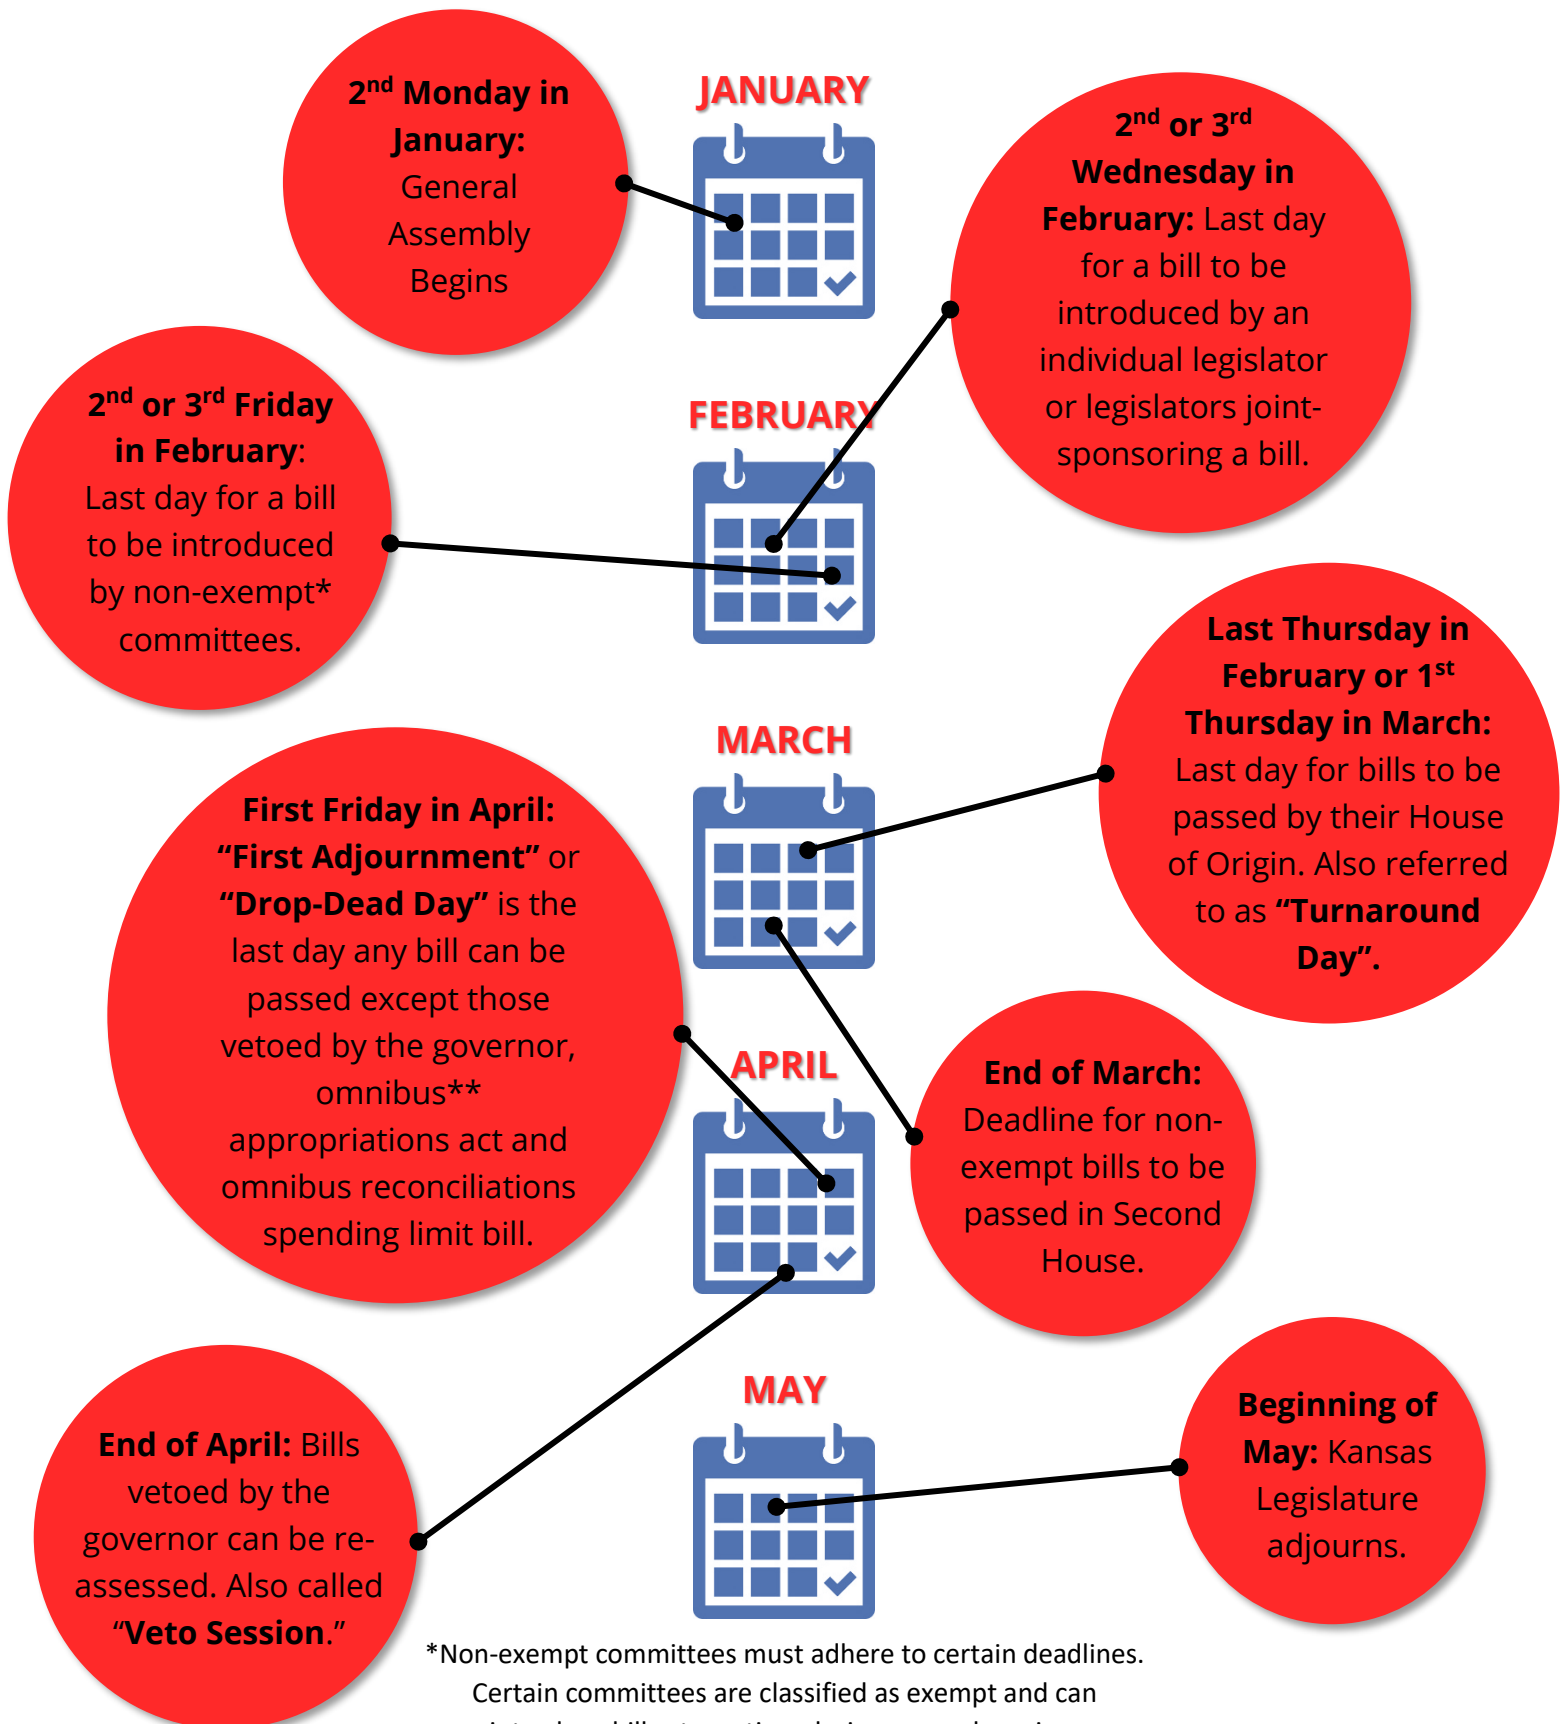 JANUARY
2nd Monday in
January:
General
Assembly
Begins
2nd or 3rd
Wednesday in
February: Last day
for a bill to be
introduced by an
individual legislator
or legislators joint-
sponsoring a bill.
FEBRUARY
2nd or 3rd Friday
in February:
Last day for a bill
to be introduced
by non-exempt*
committees.
Last Thursday in
February or 1st
Thursday in March:
Last day for bills to be
passed by their House
of Origin. Also referred
to as “Turnaround
Day”.
MARCH
First Friday in April:
“First Adjournment” or
“Drop-Dead Day” is the
last day any bill can be
passed except those
vetoed by the governor,
omnibus**
appropriations act and
omnibus reconciliations
spending limit bill.
End of March:
Deadline for non-
exempt bills to be
passed in Second
House.
APRIL
End of April: Bills
vetoed by the
governor can be re-
assessed. Also called
“Veto Session.”
MAY
Beginning of
May: Kansas
Legislature
adjourns.
*Non-exempt committees must adhere to certain deadlines.
Certain committees are classified as exempt and can